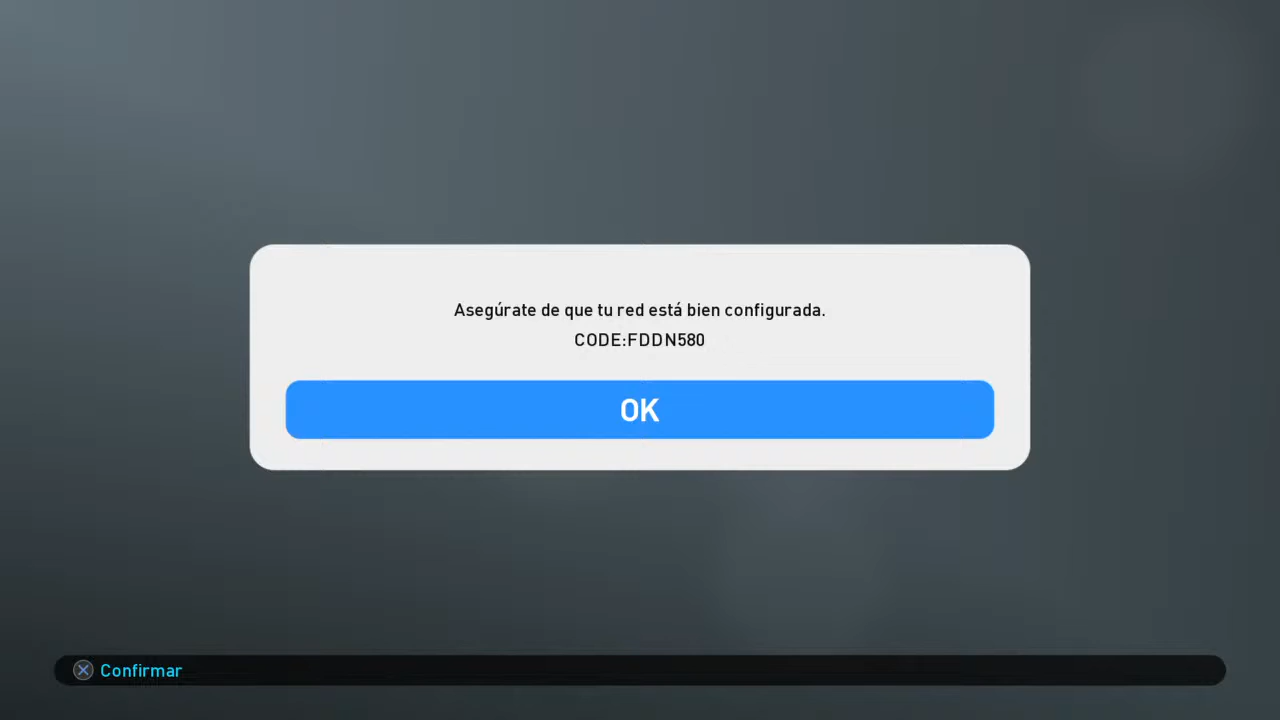 Asegúrate de que tu red está bien configurada.
CODE:FDDN580
OK
Confirmar